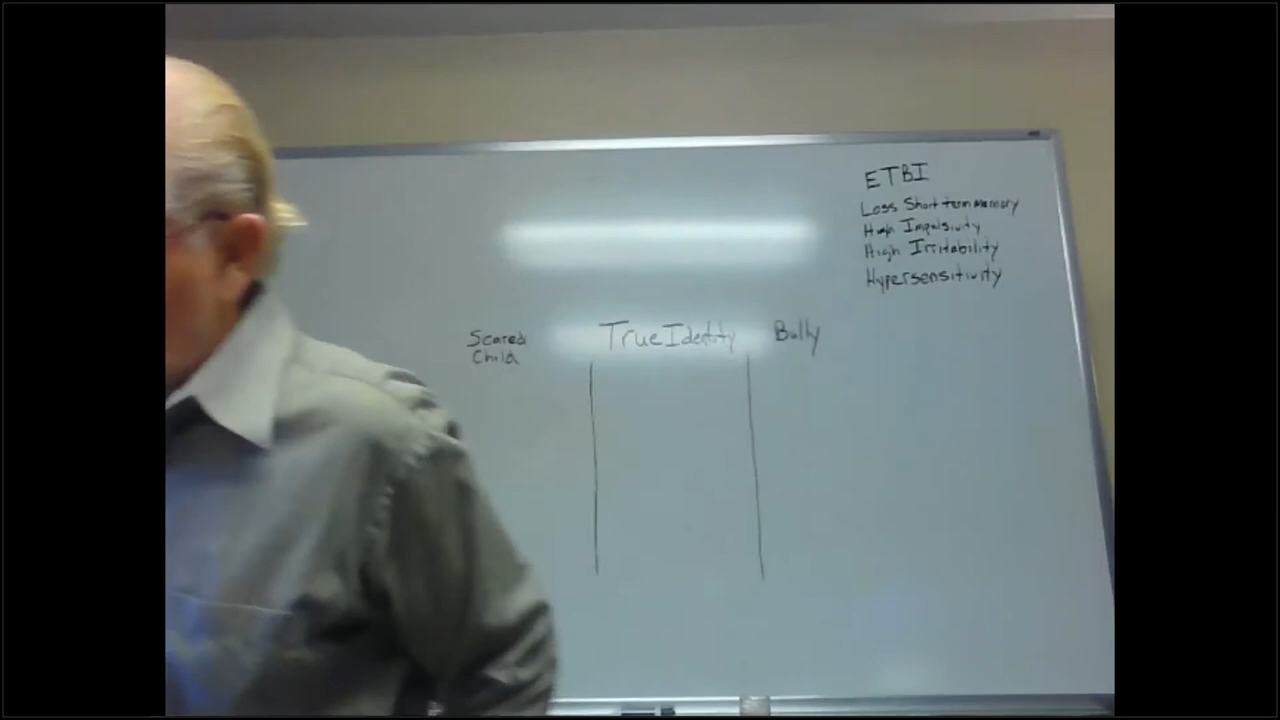 ETBI
Loss Short term memory
High Impulsivity
High Irritability
Hypersensitivity
Scared
Child
True Identity
Bully